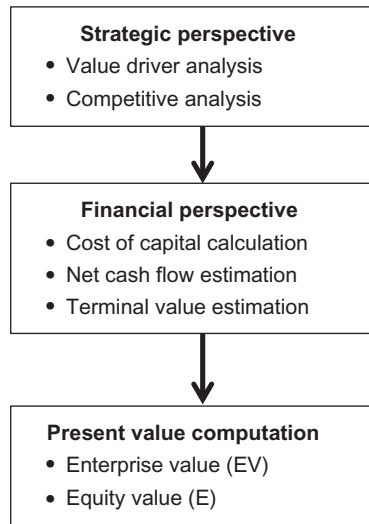 Strategic perspective
• Value driver analysis
• Competitive analysis
Financial perspective
• Cost of capital calculation
• Net cash flow estimation
• Terminal value estimation
Present value computation
• Enterprise value (EV)
• Equity value (E)